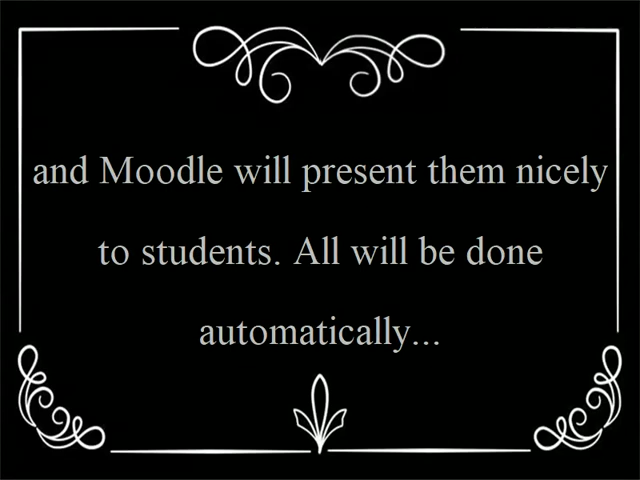 and Moodle will present them nicely
to students. All will be done
automatically...